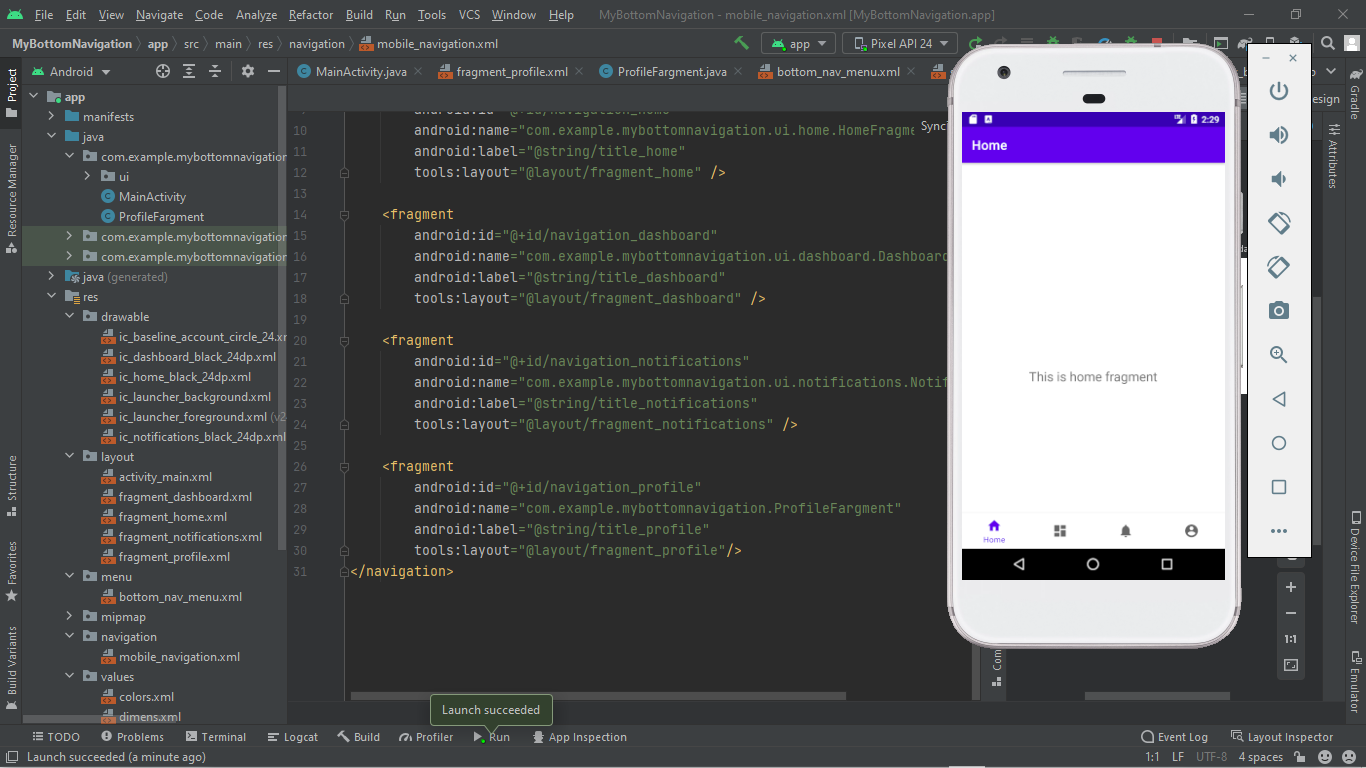 File Edit View Navigate Code Analyze Refactor Build Run Tools VCS Window Help MyBottomNavigation - mobile_navigation.xml [MyBottomNavigation.app]
MyBottomNavigation app src main res navigation mobile_navigation.xml app Pixel API 24
Android MainActivity.java fragment_profile.xml ProfileFargment.java bottom_nav_menu.xml
Project
Resource Manager
Structure
Favorites
Build Variants
app
manifests
java
com.example.mybottomnavigation
ui
MainActivity
ProfileFargment
com.example.mybottomnavigation
com.example.mybottomnavigation
java (generated)
res
drawable
ic_baseline_account_circle_24.xm
ic_dashboard_black_24dp.xml
ic_home_black_24dp.xml
ic_launcher_background.xml
ic_launcher_foreground.xml (v2
ic_notifications_black_24dp.xml
layout
activity_main.xml
fragment_dashboard.xml
fragment_home.xml
fragment_notifications.xml
fragment_profile.xml
menu
bottom_nav_menu.xml
mipmap
navigation
mobile_navigation.xml
values
colors.xml
dimens.xml
android:id="@+id/navigation_home"
10 android:name="com.example.mybottomnavigation.ui.home.HomeFragme
11 android:label="@string/title_home"
12 tools:layout="@layout/fragment_home" />
13
14 <fragment
15 android:id="@+id/navigation_dashboard"
16 android:name="com.example.mybottomnavigation.ui.dashboard.Dashboard
17 android:label="@string/title_dashboard"
18 tools:layout="@layout/fragment_dashboard" />
19
20 <fragment
21 android:id="@+id/navigation_notifications"
22 android:name="com.example.mybottomnavigation.ui.notifications.Notif
23 android:label="@string/title_notifications"
24 tools:layout="@layout/fragment_notifications" />
25
26 <fragment
27 android:id="@+id/navigation_profile"
28 android:name="com.example.mybottomnavigation.ProfileFargment"
29 android:label="@string/title_profile"
30 tools:layout="@layout/fragment_profile"/>
31 </navigation>
Synci
2:29
Home
This is home fragment
Home
esign
Com
1:1
Gradle
Attributes
Device File Explorer
Emulator
Launch succeeded
TODO Problems Terminal Logcat Build Profiler Run App Inspection Event Log Layout Inspector
Launch succeeded (a minute ago) 1:1 LF UTF-8 4 spaces